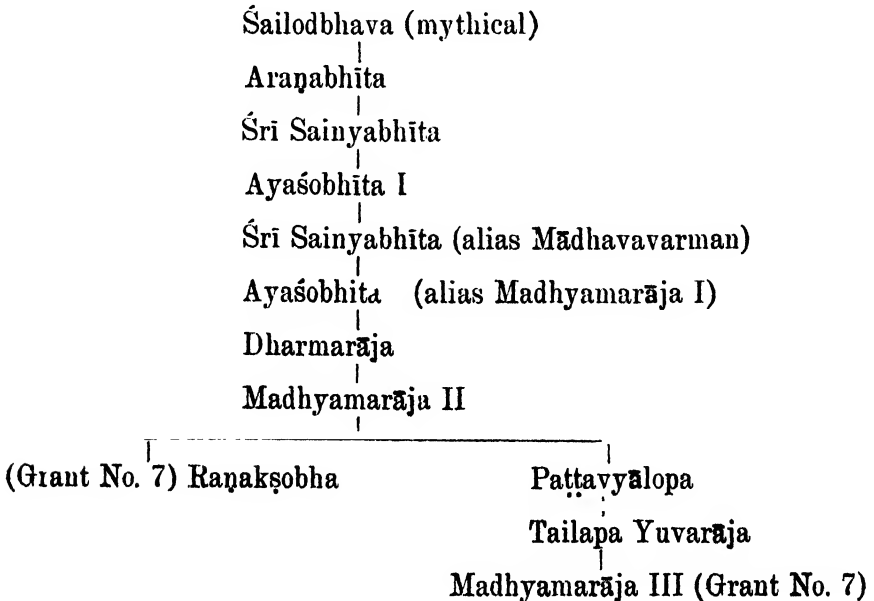 Śailodbhava (mythical)
Araṇabhīta
Śrī Sainyabhīta
Ayaśobhīta I
Śrī Sainyabhīta (alias Mādhavavarman)
Ayaśobhita (alias Madhyamarāja I)
Dharmarāja
Madhyamarāja II
(Grant No. 7) Raṇakṣobha Paṭṭavyālopa
Tailapa Yuvarāja
Madhyamarāja III (Grant No. 7)